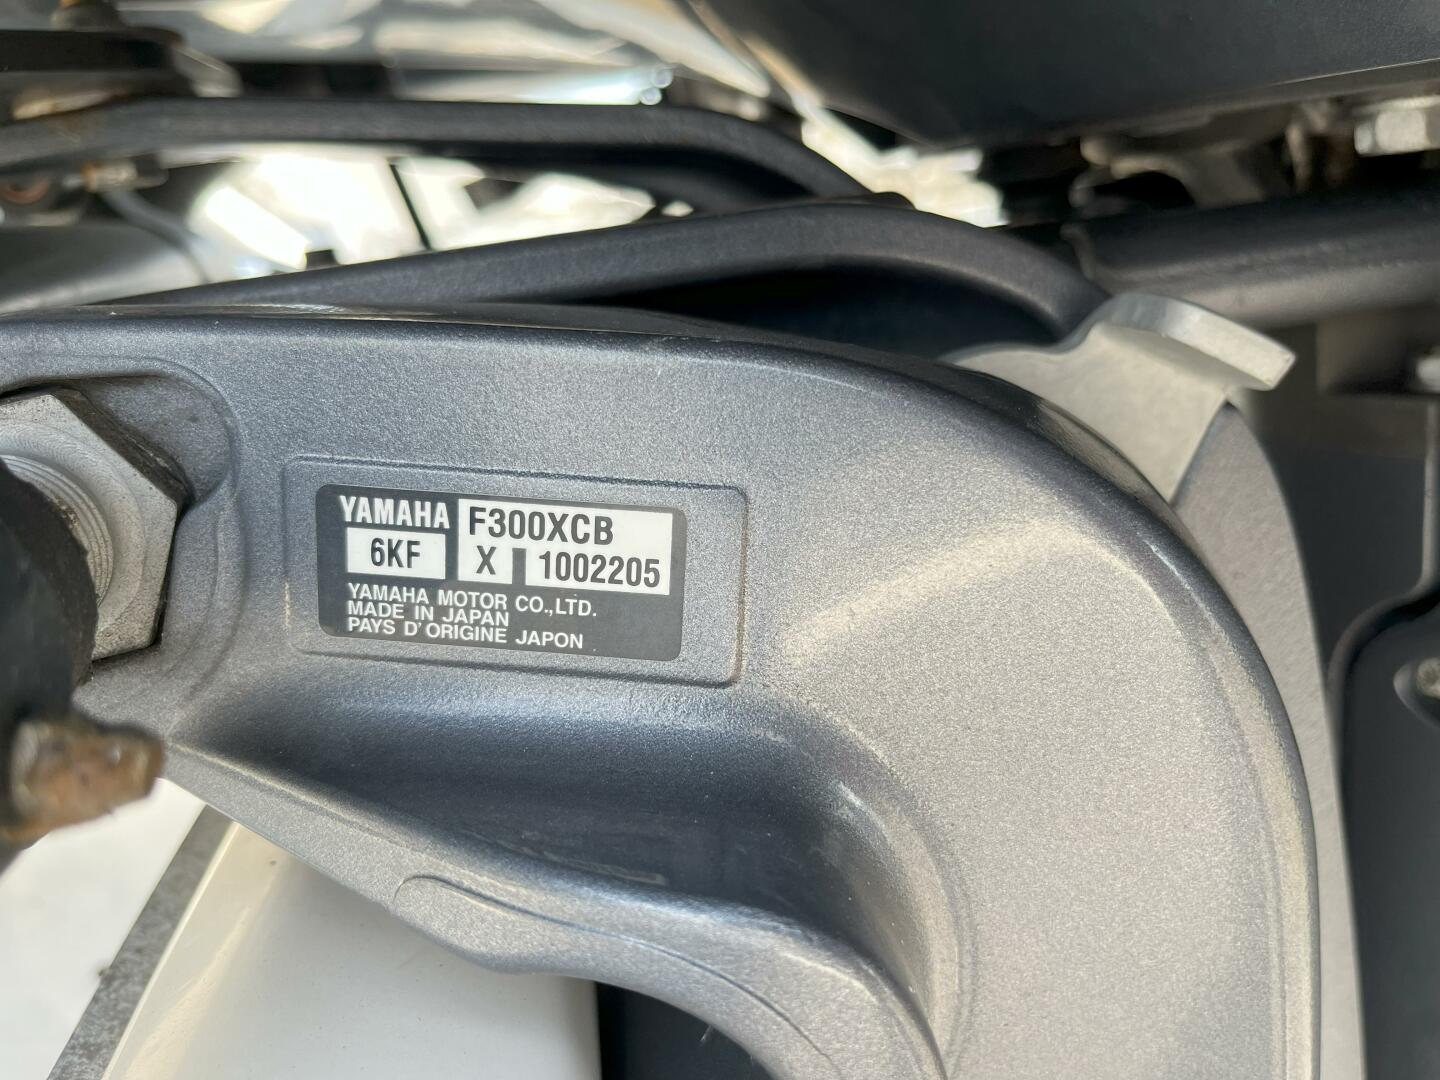 YAMAHA F300XCB
6KF X 1002205
YAMAHA MOTOR CO.,LTD.
MADE IN JAPAN
PAYS D'ORIGINE JAPON